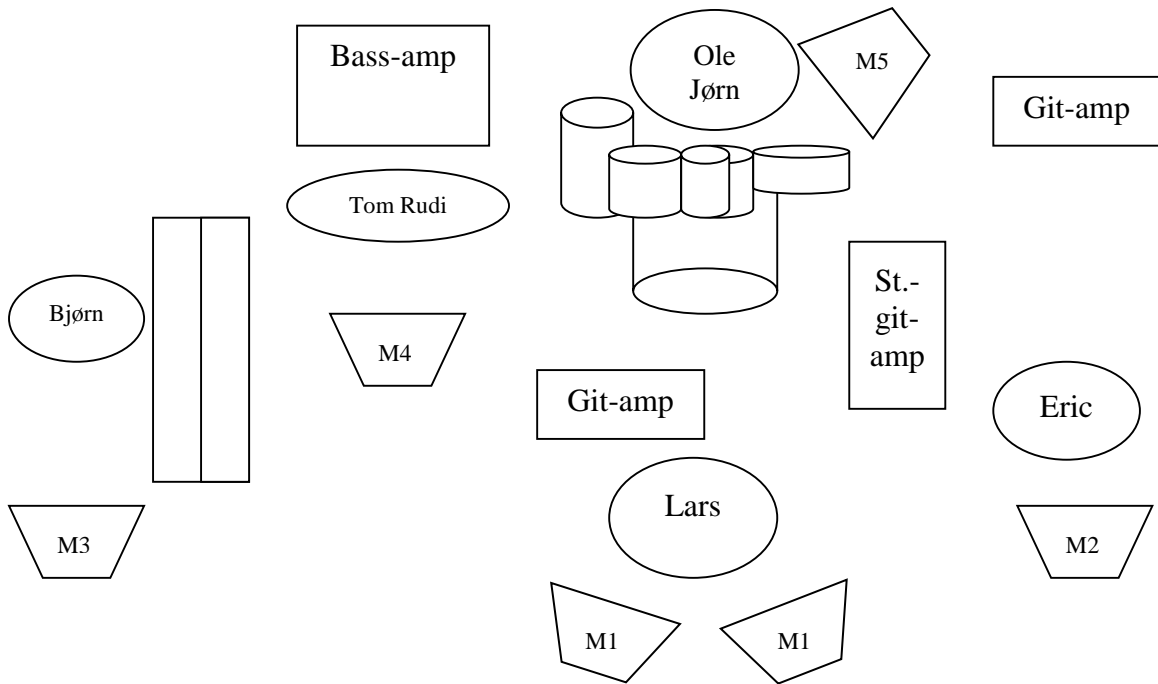 Bass-amp
Ole
Jørn
M5
Git-amp
Tom Rudi
St.-
git-
amp
Bjørn
M4
Git-amp
Eric
Lars
M3
M2
M1
M1